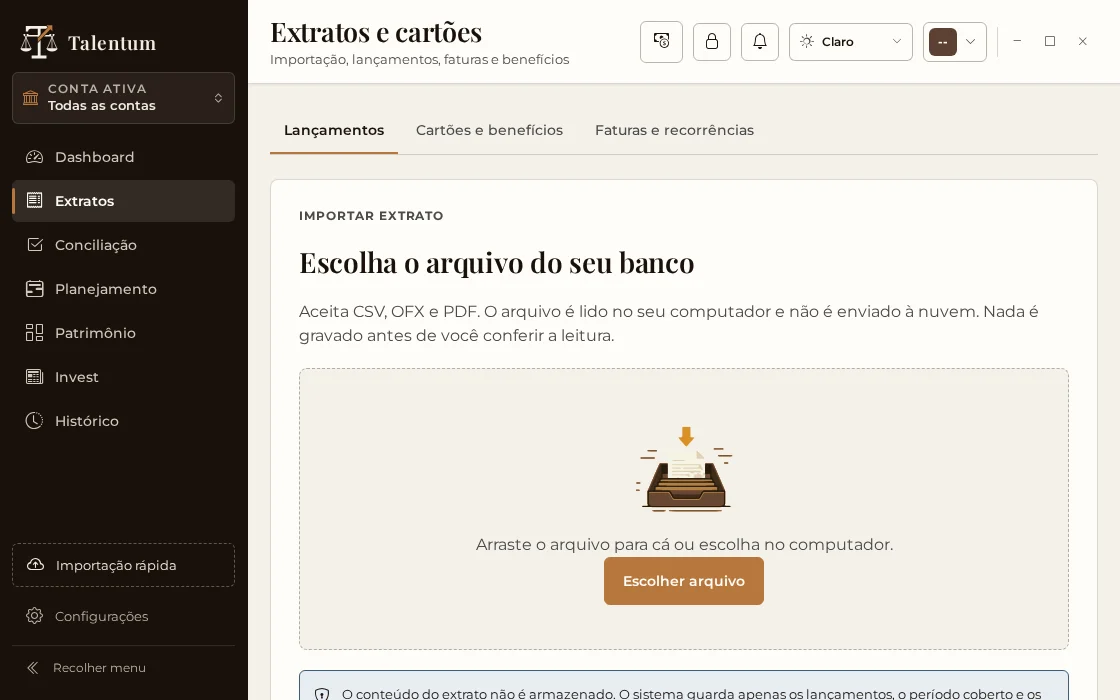 Talentum
CONTA ATIVA
Todas as contas
Dashboard
Extratos
Conciliação
Planejamento
Patrimônio
Invest
Histórico
Importação rápida
Configurações
Recolher menu
Extratos e cartões
Importação, lançamentos, faturas e benefícios
Claro
--
Lançamentos
Cartões e benefícios
Faturas e recorrências
IMPORTAR EXTRATO
Escolha o arquivo do seu banco
Aceita CSV, OFX e PDF. O arquivo é lido no seu computador e não é enviado à nuvem. Nada é
gravado antes de você conferir a leitura.
Arraste o arquivo para cá ou escolha no computador.
Escolher arquivo
O conteúdo do extrato não é armazenado. O sistema guarda apenas os lançamentos, o período coberto e os